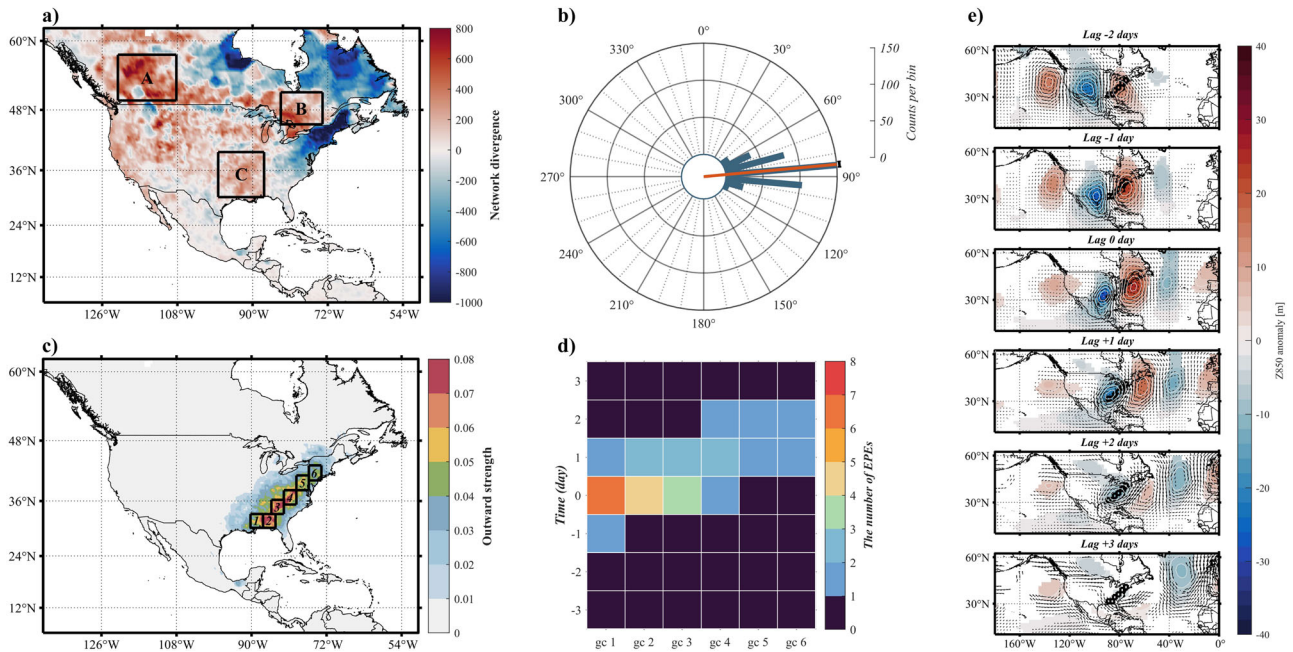 a)
60°N
48°N
36°N
24°N
12°N
126°W
108°W
90°W
72°W
54°W
A
B
C
800
600
400
200
0
-200
-400
-600
-800
-1000
Network divergence
b)
0°
30°
60°
90°
120°
150°
180°
210°
240°
270°
300°
330°
150
100
50
0
Counts per bin
c)
60°N
48°N
36°N
24°N
12°N
126°W
108°W
90°W
72°W
54°W
1
2
3
4
5
6
0.08
0.07
0.06
0.05
0.04
0.03
0.02
0.01
0
Outward strength
d)
3
2
1
0
-1
-2
-3
Time (day)
gc 1
gc 2
gc 3
gc 4
gc 5
gc 6
8
7
6
5
4
3
2
1
0
The number of EPEs
e)
Lag -2 days
60°N
30°N
Lag -1 day
60°N
30°N
Lag 0 day
60°N
30°N
Lag +1 day
60°N
30°N
Lag +2 days
60°N
30°N
Lag +3 days
60°N
30°N
160°W
120°W
80°W
40°W
0°
40
30
20
10
0
-10
-20
-30
-40
Z850 anomaly [m]